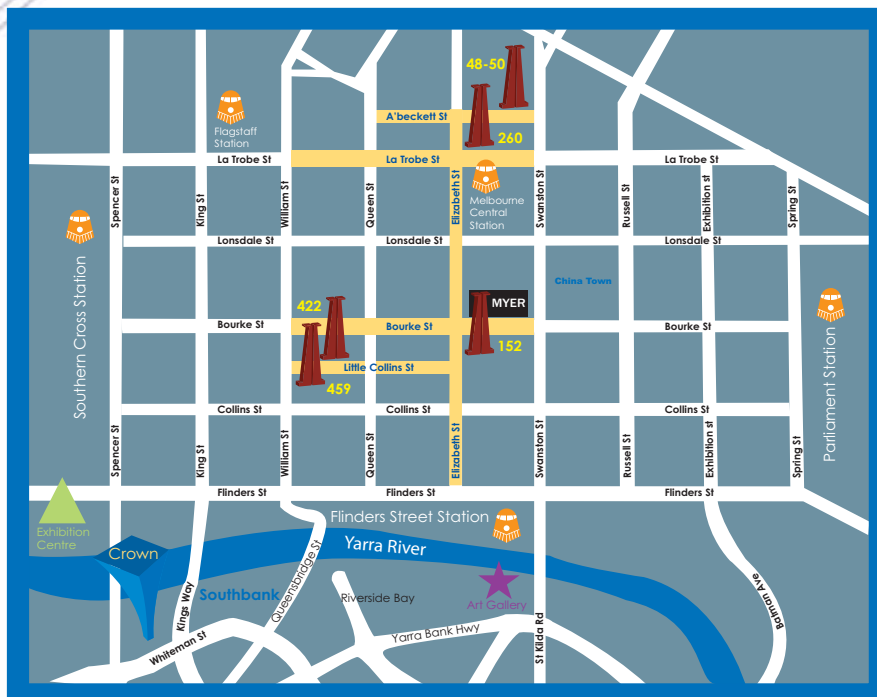 48-50
A'beckett St
Flagstaff
Station
260
La Trobe St
La Trobe St
La Trobe St
Spencer St
King St
William St
Queen St
Elizabeth St
Melbourne
Central
Station
Swanston St
Russell St
Exhibition st
Spring St
Lonsdale St
Lonsdale St
Lonsdale St
Southern Cross Station
China Town
MYER
422
Bourke St
Bourke St
Bourke St
152
Parliament Station
Little Collins St
459
Collins St
Collins St
Collins St
Spencer St
King St
William St
Queen St
Elizabeth St
Swanston St
Russell St
Exhibition st
Spring St
Flinders St
Flinders St
Flinders St
Exhibition
Centre
Flinders Street Station
Crown
Yarra River
Southbank
Kings Way
Queensbridge St
Riverside Bay
Art Gallery
Batman Ave
Whiteman St
Yarra Bank Hwy
St Kilda Rd